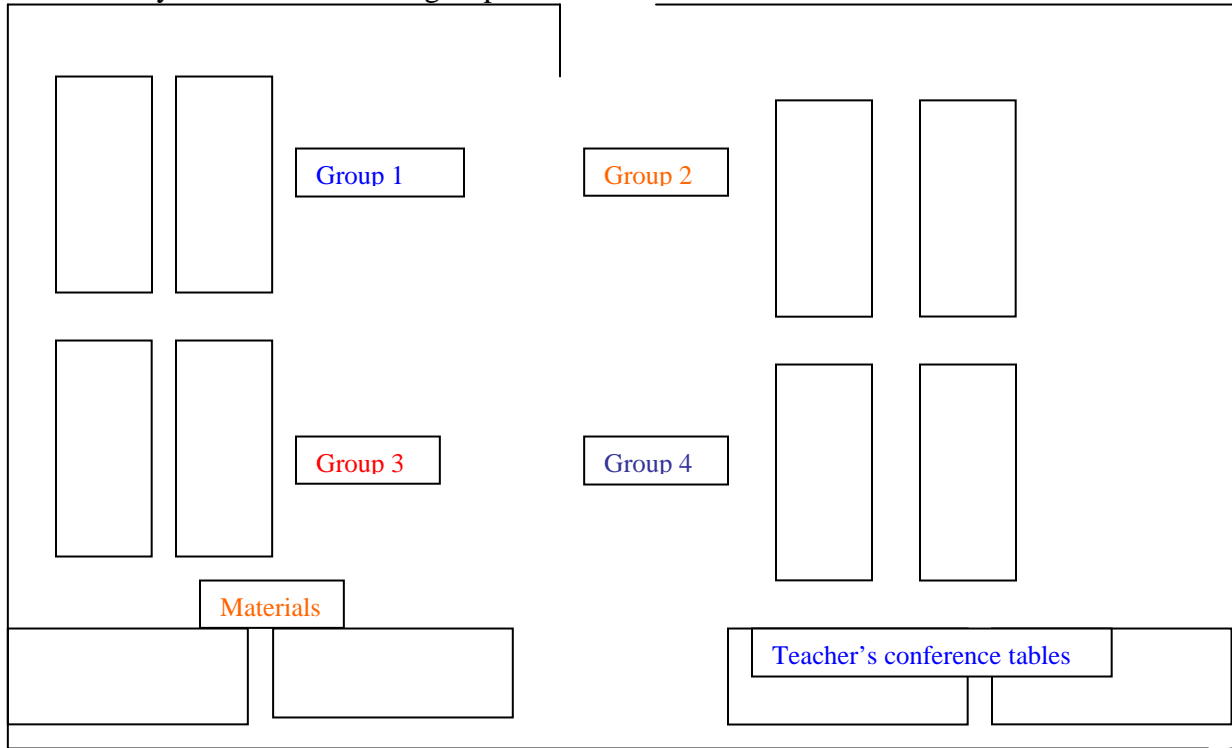 Group 1
Group 2
Group 3
Group 4
Materials
Teacher's conference tables